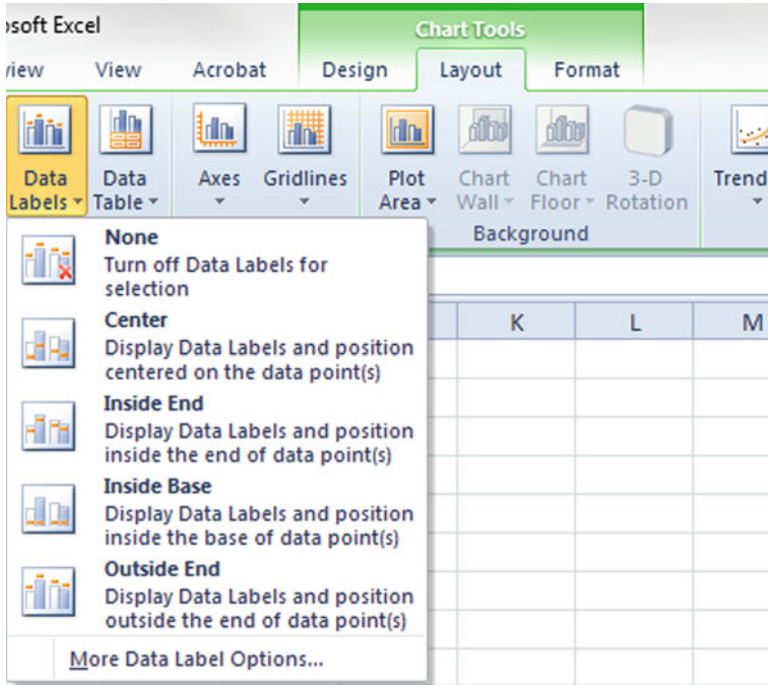 osoft Excel
Chart Tools
view View Acrobat Design Layout Format
Data Labels
Data Table
Axes
Gridlines
Plot Area
Chart Wall
Chart Floor
3-D Rotation
Trend
Background
None
Turn off Data Labels for
selection
Center
Display Data Labels and position
centered on the data point(s)
Inside End
Display Data Labels and position
inside the end of data point(s)
Inside Base
Display Data Labels and position
inside the base of data point(s)
Outside End
Display Data Labels and position
outside the end of data point(s)
More Data Label Options...
K L M